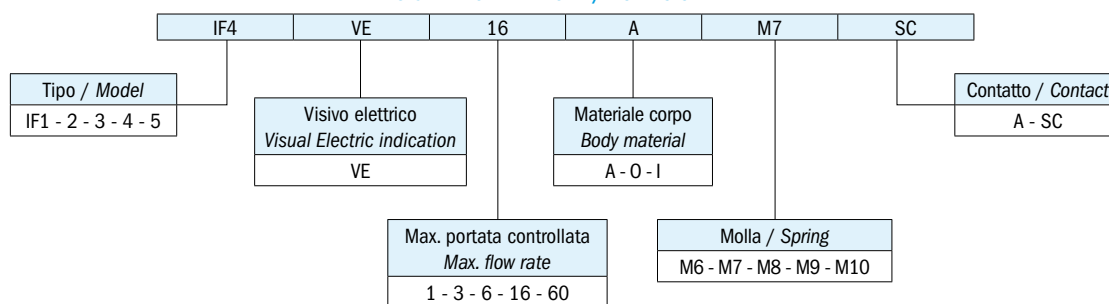 IF4 VE 16 A M7 SC
Tipo / Model
IF1 - 2 - 3 - 4 - 5
Visivo elettrico
Visual Electric indication
VE
Materiale corpo
Body material
A - O - I
Contatto / Contact
A - SC
Max. portata controllata
Max. flow rate
1 - 3 - 6 - 16 - 60
Molla / Spring
M6 - M7 - M8 - M9 - M10